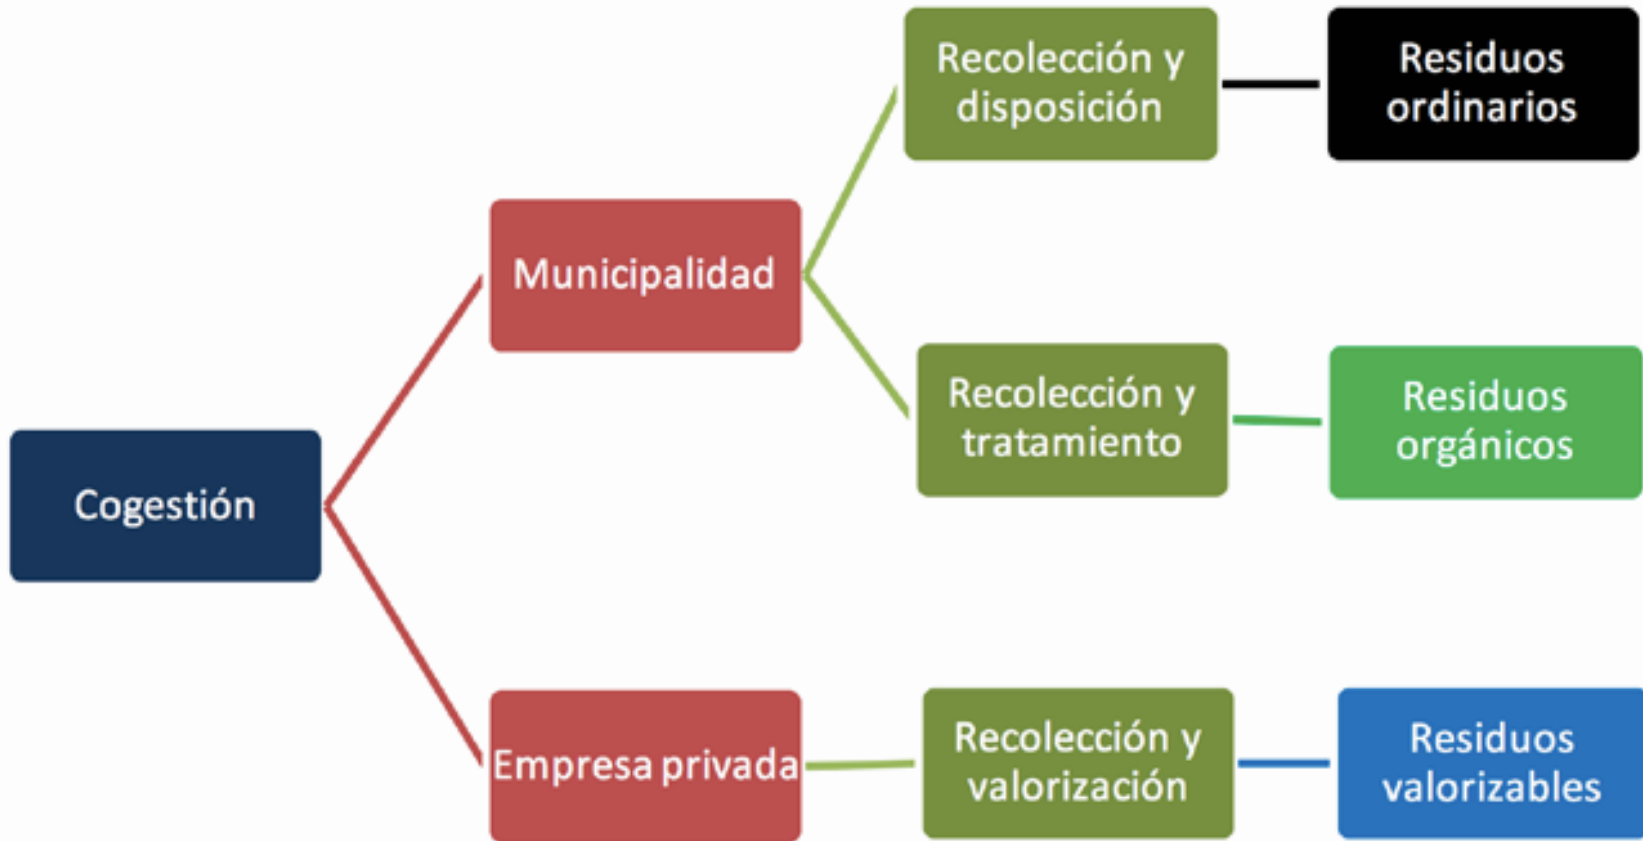 Recolección y
disposición
Residuos
ordinarios
Municipalidad
Recolección y
tratamiento
Residuos
orgánicos
Cogestión
Empresa privada
Recolección y
valorización
Residuos
valorizables